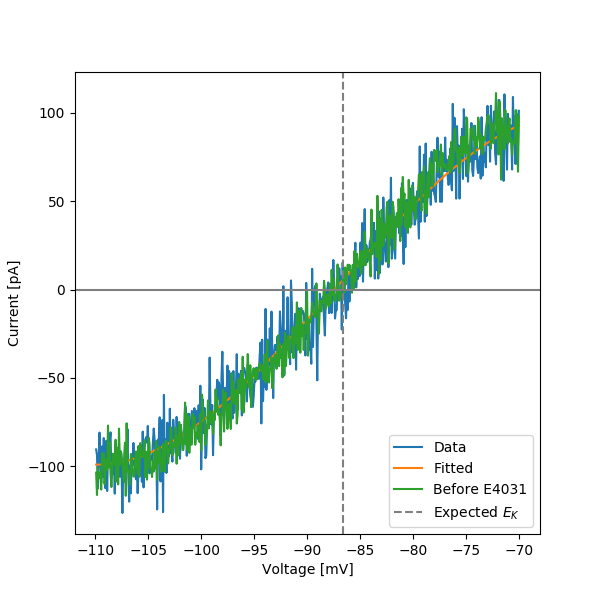 100
50
0
−50
−100
Current [pA]
Data
Fitted
Before E4031
Expected E_K
−110 −105 −100 −95 −90 −85 −80 −75 −70
Voltage [mV]